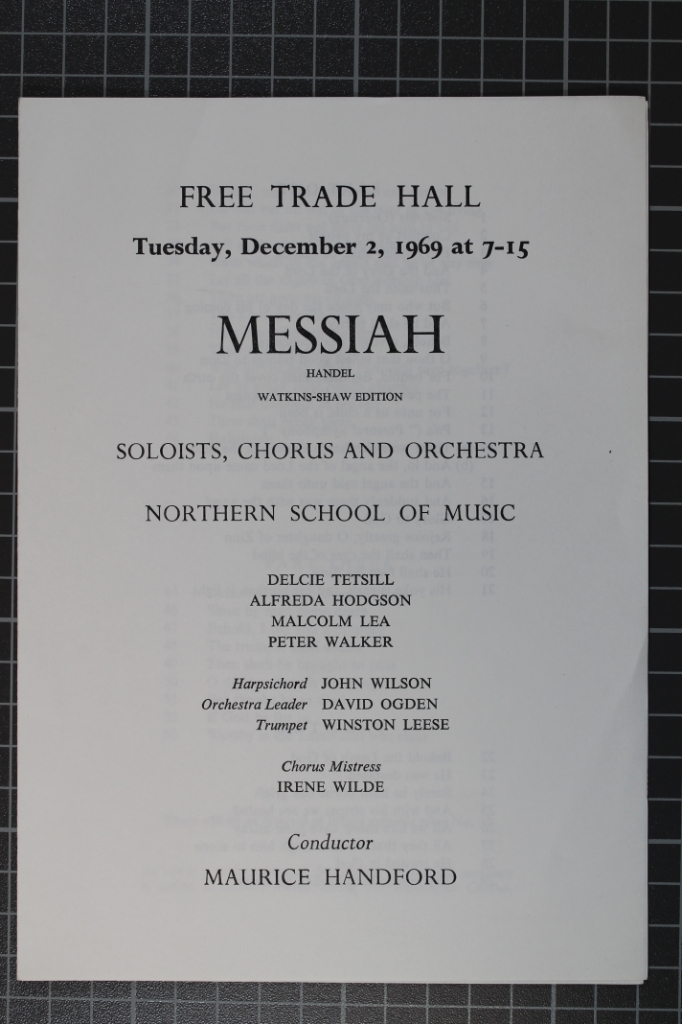 FREE TRADE HALL
Tuesday, December 2, 1969 at 7-15
MESSIAH
HANDEL
WATKINS-SHAW EDITION
SOLOISTS, CHORUS AND ORCHESTRA
NORTHERN SCHOOL OF MUSIC
DELCIE TETSILL
ALFREDA HODGSON
MALCOLM LEA
PETER WALKER
Harpsichord JOHN WILSON
Orchestra Leader DAVID OGDEN
Trumpet WINSTON LEESE
Chorus Mistress
IRENE WILDE
Conductor
MAURICE HANDFORD